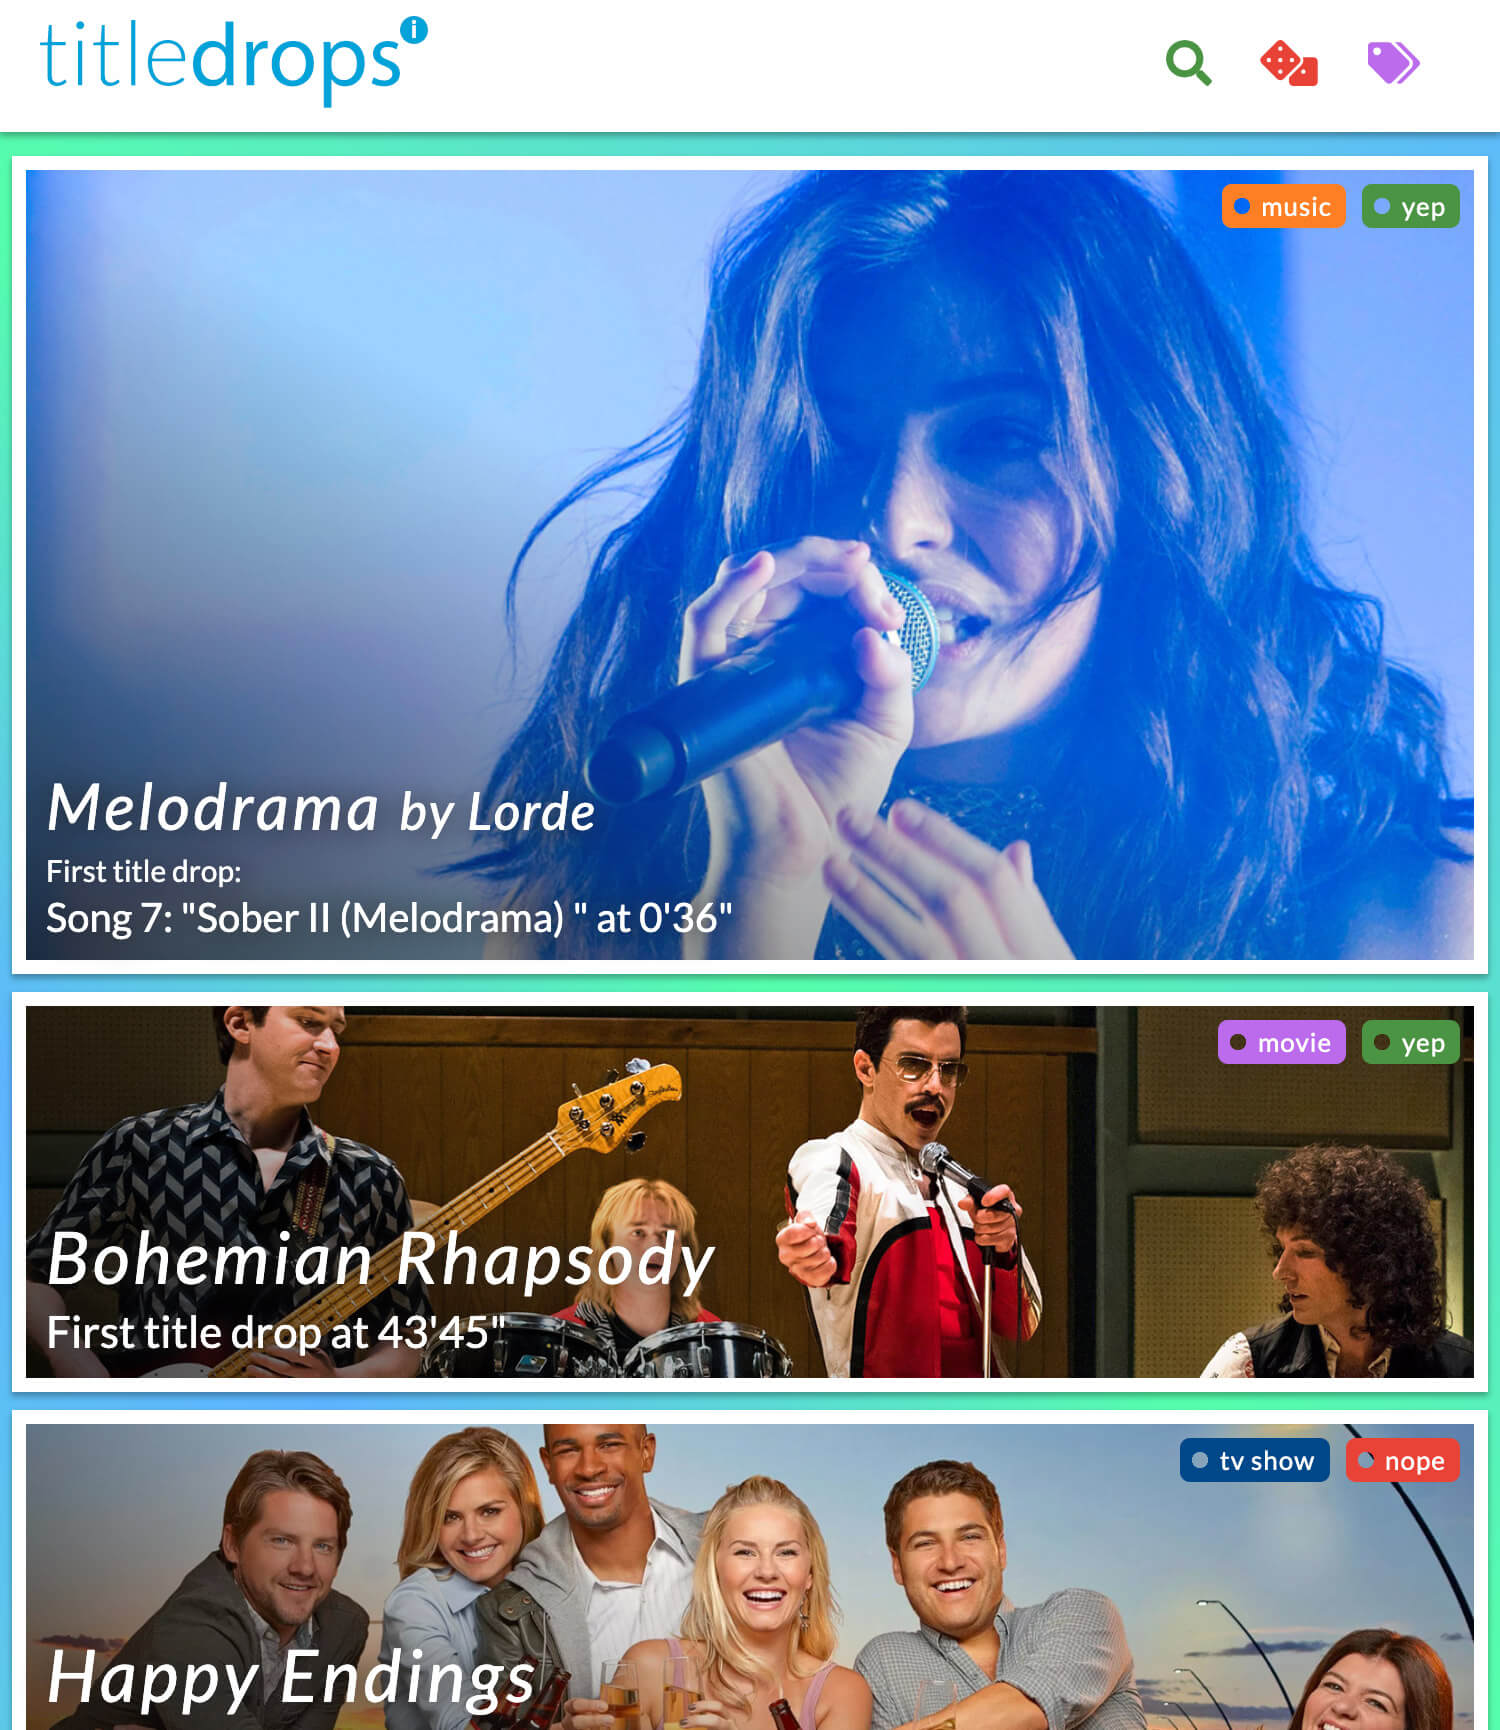 titledrops i
music
yep
Melodrama by Lorde
First title drop:
Song 7: "Sober II (Melodrama) " at 0'36"
movie
yep
Bohemian Rhapsody
First title drop at 43'45"
tv show
nope
Happy Endings